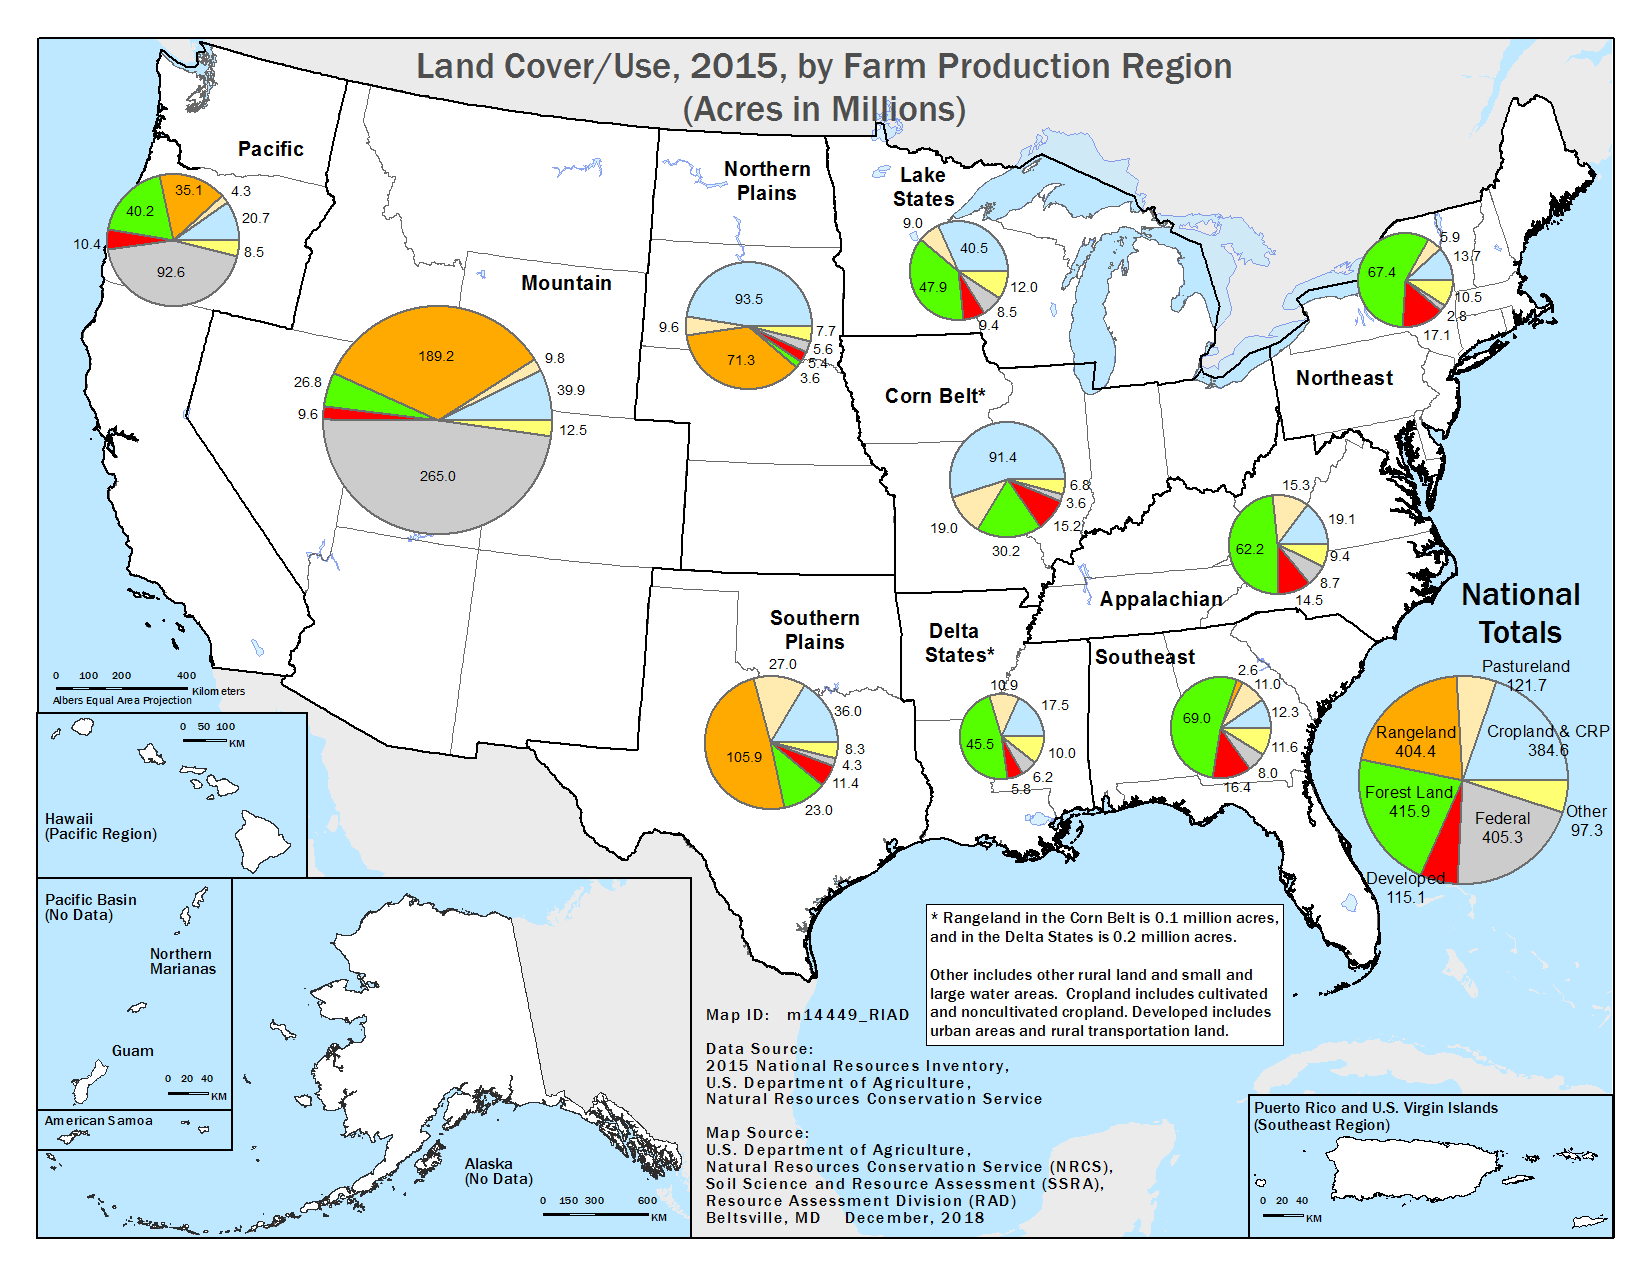 Land Cover/Use, 2015, by Farm Production Region
(Acres in Millions)
Pacific
35.1
4.3
40.2
20.7
10.4
8.5
92.6
Mountain
189.2
9.8
26.8
39.9
9.6
12.5
265.0
Northern
Plains
93.5
9.6
7.7
5.6
71.3
5.4
3.6
Lake
States
9.0
40.5
47.9
12.0
8.5
9.4
Corn Belt*
91.4
6.8
3.6
19.0
15.2
30.2
Northeast
5.9
67.4
13.7
10.5
2.8
17.1
Appalachian
15.3
19.1
62.2
9.4
8.7
14.5
Southern
Plains
27.0
36.0
105.9
8.3
4.3
11.4
23.0
Delta
States*
10.9
17.5
45.5
10.0
6.2
5.8
Southeast
2.6
11.0
69.0
12.3
11.6
8.0
16.4
National
Totals
Pastureland
121.7
Rangeland
404.4
Cropland & CRP
384.6
Forest Land
415.9
Federal
405.3
Other
97.3
Developed
115.1
0 100 200 400
Kilometers
Albers Equal Area Projection
0 50 100
KM
Hawaii
(Pacific Region)
Pacific Basin
(No Data)
Northern
Marianas
Guam
0 20 40
KM
American Samoa
Alaska
(No Data)
0 150 300 600
KM
* Rangeland in the Corn Belt is 0.1 million acres,
and in the Delta States is 0.2 million acres.
Other includes other rural land and small and
large water areas. Cropland includes cultivated
and noncultivated cropland. Developed includes
urban areas and rural transportation land.
Map ID: m14449_RIAD
Data Source:
2015 National Resources Inventory,
U.S. Department of Agriculture,
Natural Resources Conservation Service
Map Source:
U.S. Department of Agriculture,
Natural Resources Conservation Service (NRCS),
Soil Science and Resource Assessment (SSRA),
Resource Assessment Division (RAD)
Beltsville, MD December, 2018
Puerto Rico and U.S. Virgin Islands
(Southeast Region)
0 20 40
KM